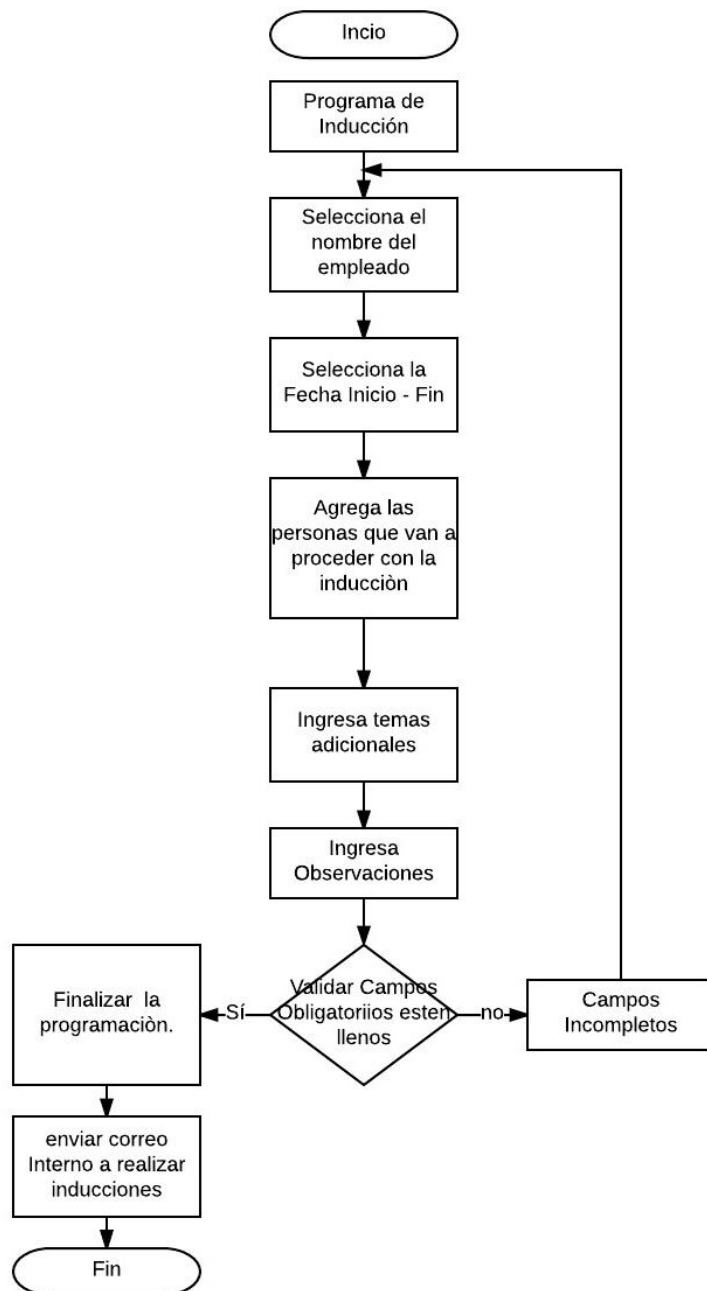 Incio
Programa de
Inducción
Selecciona el
nombre del
empleado
Selecciona la
Fecha Inicio - Fin
Agrega las
personas que van a
proceder con la
inducciòn
Ingresa temas
adicionales
Ingresa
Observaciones
Validar Campos
Obligatoriios esten
llenos
Sí
no
Finalizar la
programaciòn.
Campos
Incompletos
enviar correo
Interno a realizar
inducciones
Fin